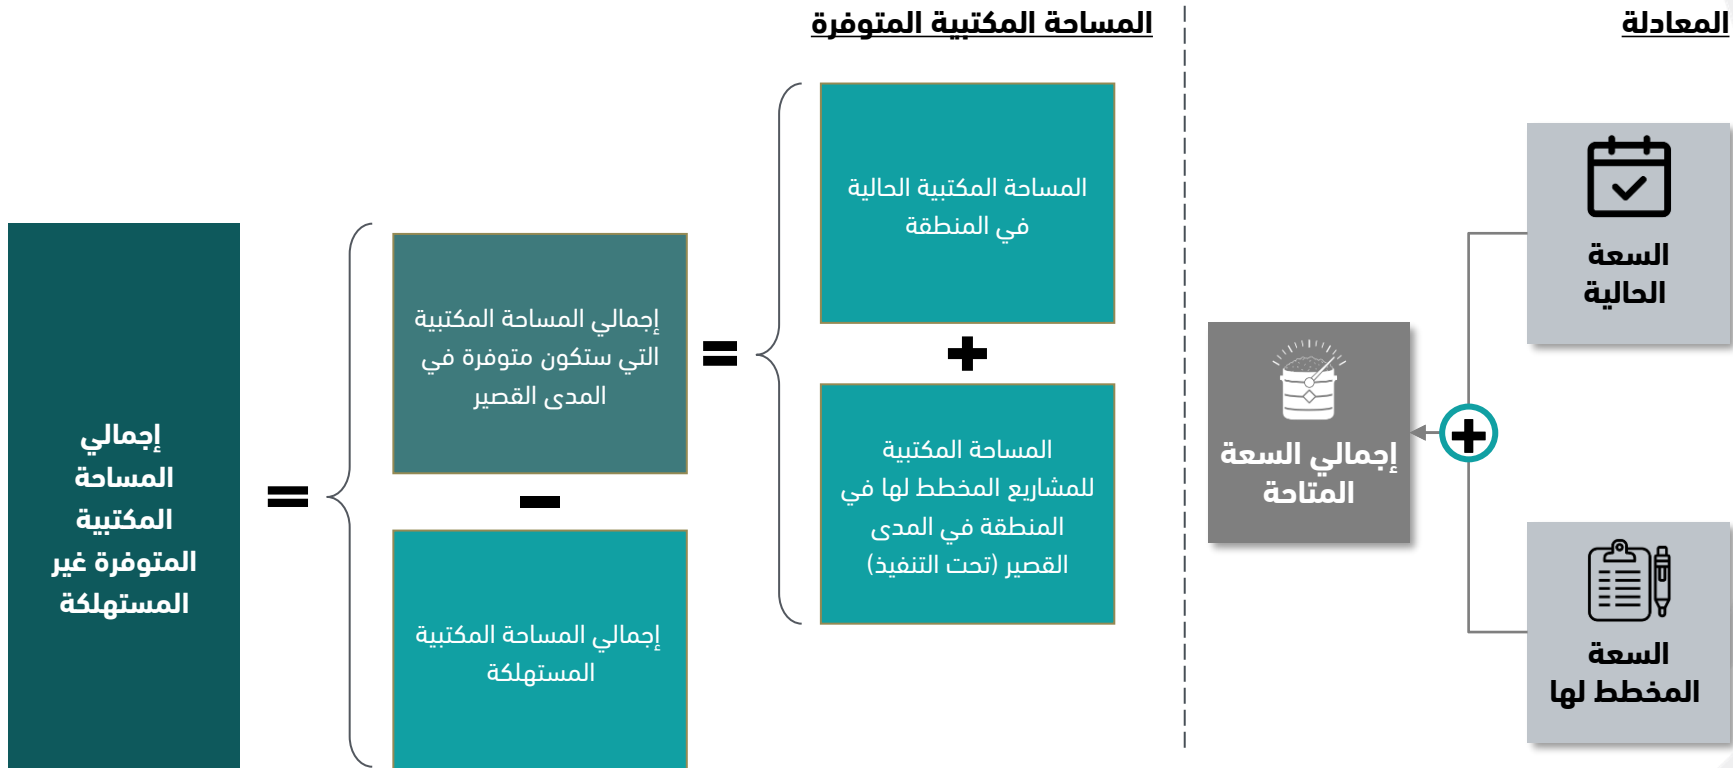 المعادلة
السعة
الحالية
+
إجمالي السعة
المتاحة
السعة
المخطط لها
المساحة المكتبية المتوفرة
المساحة المكتبية الحالية
في المنطقة
+
المساحة المكتبية
للمشاريع المخطط لها في
المنطقة في المدى
القصير (تحت التنفيذ)
=
إجمالي المساحة المكتبية
التي ستكون متوفرة في
المدى القصير
-
إجمالي المساحة المكتبية
المستهلكة
=
إجمالي
المساحة
المكتبية
المتوفرة غير
المستهلكة